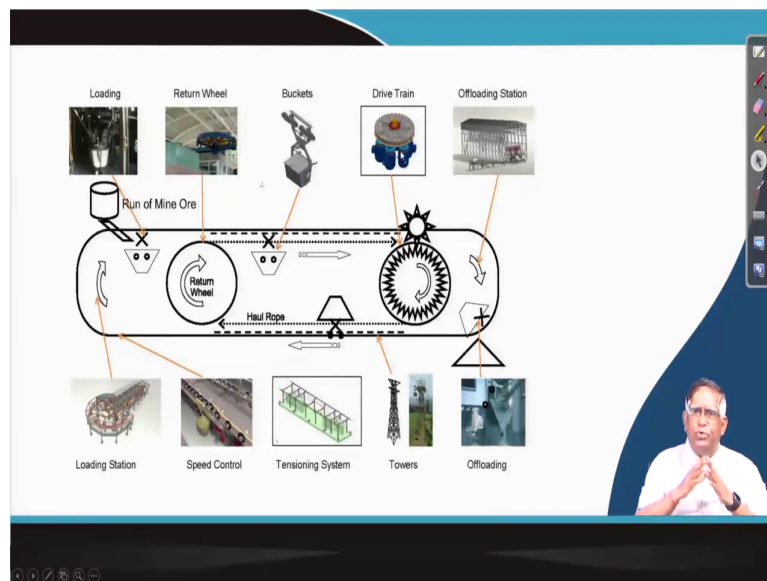 Loading
Return Wheel
Buckets
Drive Train
Offloading Station
Run of Mine Ore
Return
Wheel
Haul Rope
Loading Station
Speed Control
Tensioning System
Towers
Offloading